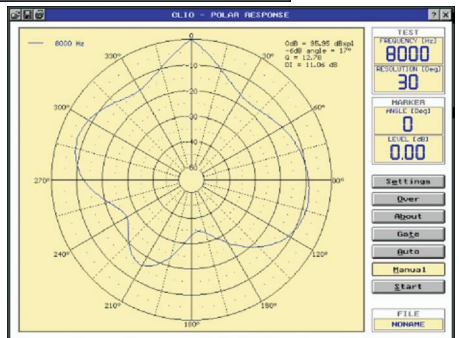 CLIO - POLAR RESPONSE
? x
8000 Hz
0dB = 95.95 dBspl
-6dB angle = 17°
Q = 12.78
DI = 11.06 dB
0
330°
30°
300°
60°
270°
90°
240°
120°
210°
150°
180°
-10
-20
-30
-40
-50
TEST
FREQUENCY [Hz]
8000
RESOLUTION [Deg]
30
MARKER
ANGLE [Deg]
0
LEVEL [dB]
0.00
Settings
Over
About
Gate
Auto
Manual
Start
FILE
NONAME